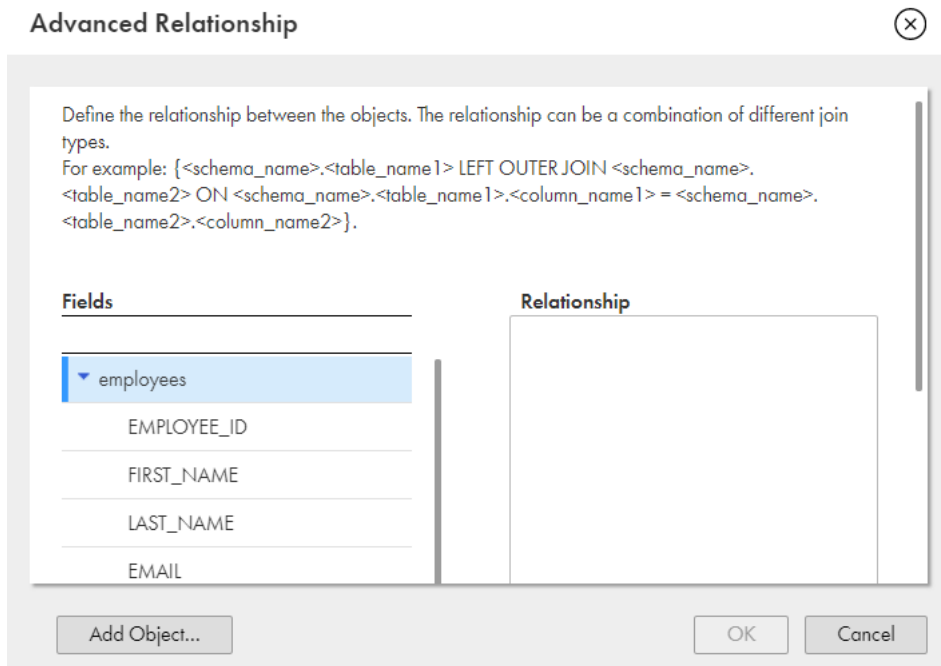 Advanced Relationship
Define the relationship between the objects. The relationship can be a combination of different join
types.
For example: {<schema_name>.<table_name1> LEFT OUTER JOIN <schema_name>.
<table_name2> ON <schema_name>.<table_name1>.<column_name1> = <schema_name>.
<table_name2>.<column_name2>}.
Fields
Relationship
employees
EMPLOYEE_ID
FIRST_NAME
LAST_NAME
EMAIL
Add Object...
OK
Cancel